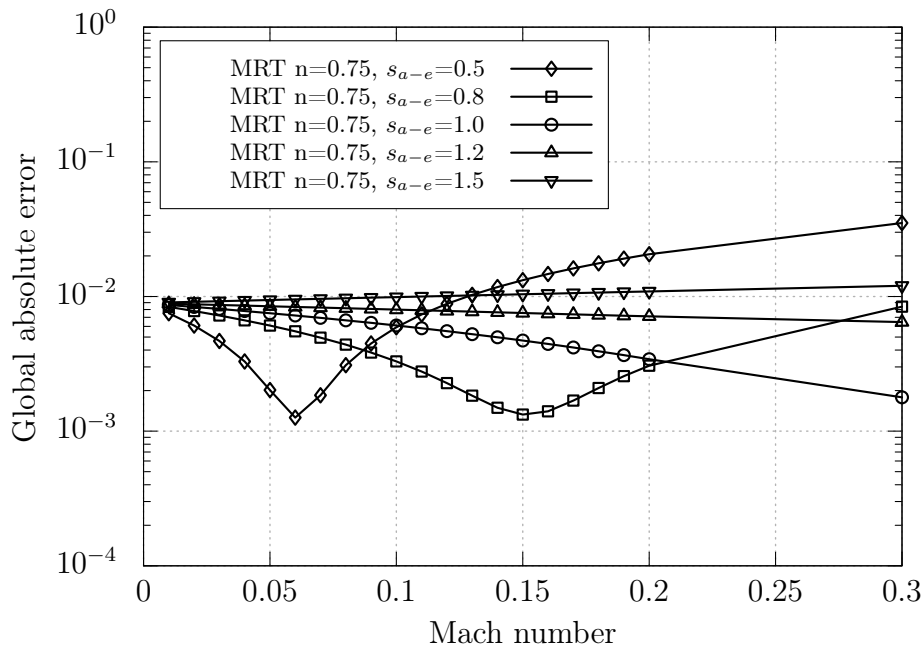 10^0
10^-1
10^-2
10^-3
10^-4
Global absolute error
MRT n=0.75, s_{a-e}=0.5
MRT n=0.75, s_{a-e}=0.8
MRT n=0.75, s_{a-e}=1.0
MRT n=0.75, s_{a-e}=1.2
MRT n=0.75, s_{a-e}=1.5
0 0.05 0.1 0.15 0.2 0.25 0.3
Mach number